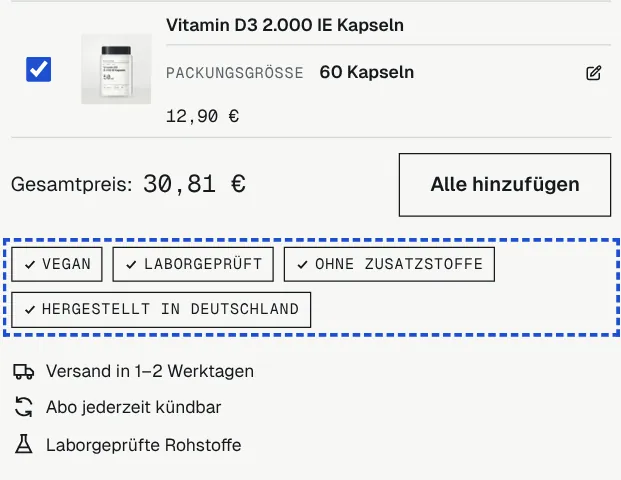 Vitamin D3 2.000 IE Kapseln
PACKUNGSGRÖSSE 60 Kapseln
12,90 €
Gesamtpreis: 30,81 €
Alle hinzufügen
VEGAN
LABORGEPRÜFT
OHNE ZUSATZSTOFFE
HERGESTELLT IN DEUTSCHLAND
Versand in 1–2 Werktagen
Abo jederzeit kündbar
Laborgeprüfte Rohstoffe